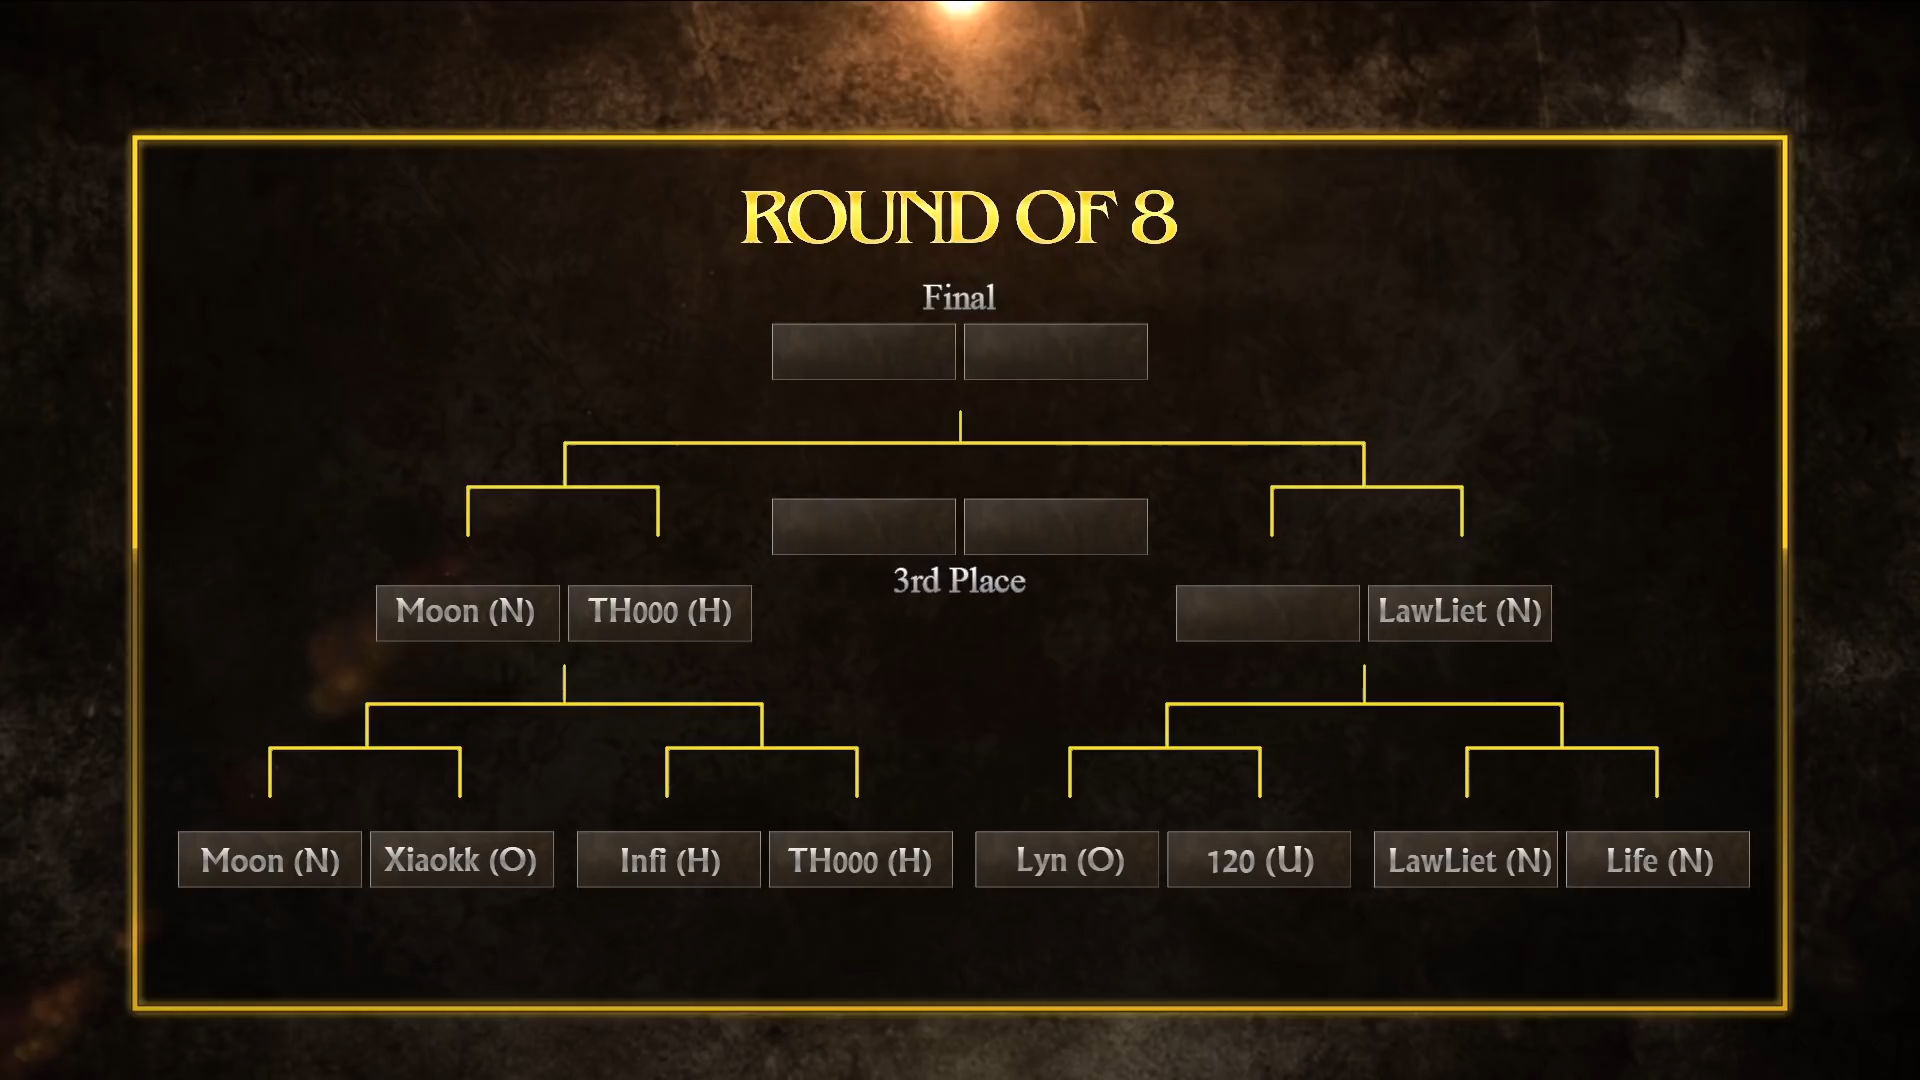 ROUND OF 8
Final
3rd Place
Moon (N) TH000 (H) LawLiet (N)
Moon (N) Xiaokk (O) Infi (H) TH000 (H) Lyn (O) 120 (U) LawLiet (N) Life (N)